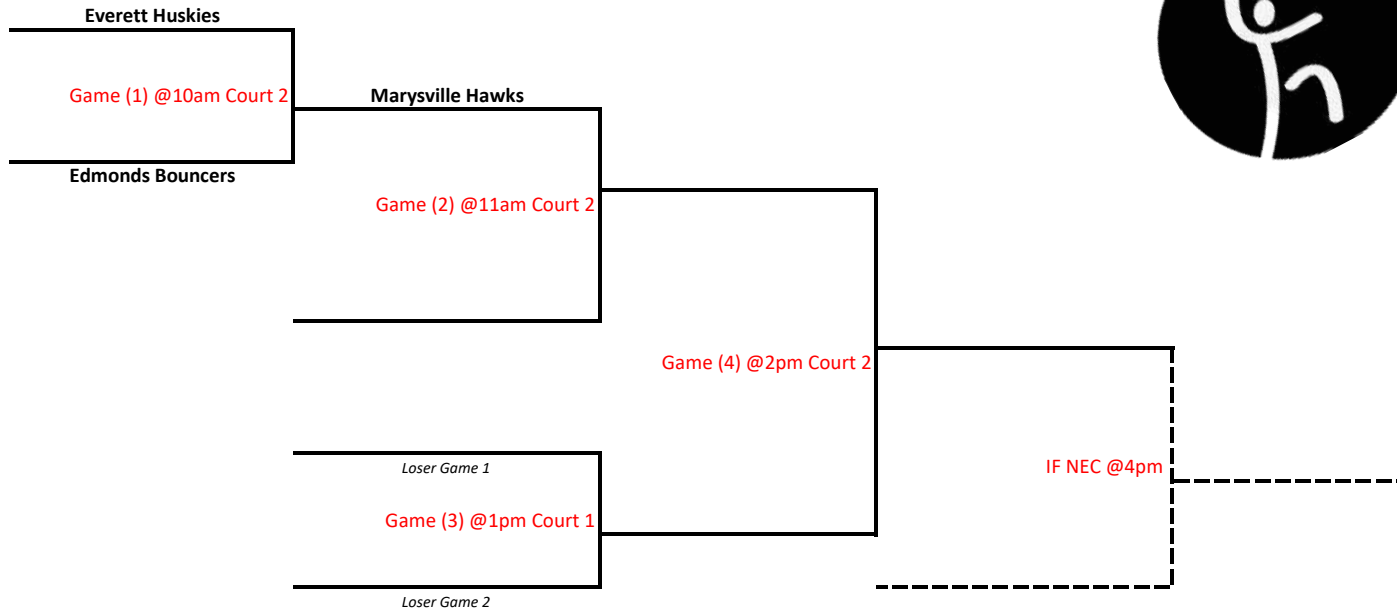 Everett Huskies
Game (1) @10am Court 2
Marysville Hawks
Edmonds Bouncers
Game (2) @11am Court 2
Game (4) @2pm Court 2
Loser Game 1
IF NEC @4pm
Game (3) @1pm Court 1
Loser Game 2